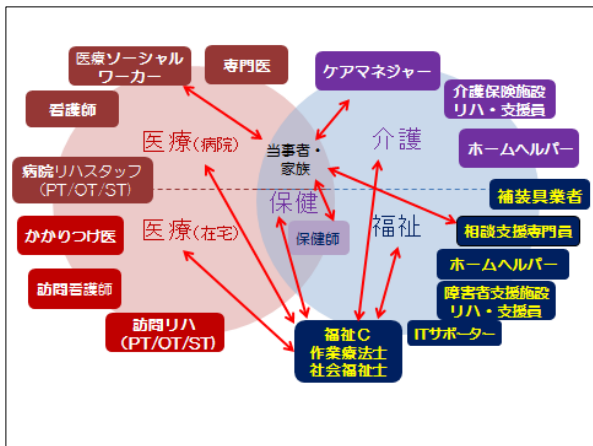 医療ソーシャル
ワーカー
専門医
ケアマネジャー
看護師
介護保険施設
リハ・支援員
医療(病院)
当事者・
家族
介護
ホームヘルパー
病院リハスタッフ
(PT/OT/ST)
保健
補装具業者
かかりつけ医
医療(在宅)
保健師
福祉
相談支援専門員
ホームヘルパー
訪問看護師
障害者支援施設
リハ・支援員
訪問リハ
(PT/OT/ST)
福祉C
作業療法士
社会福祉士
ITサポーター